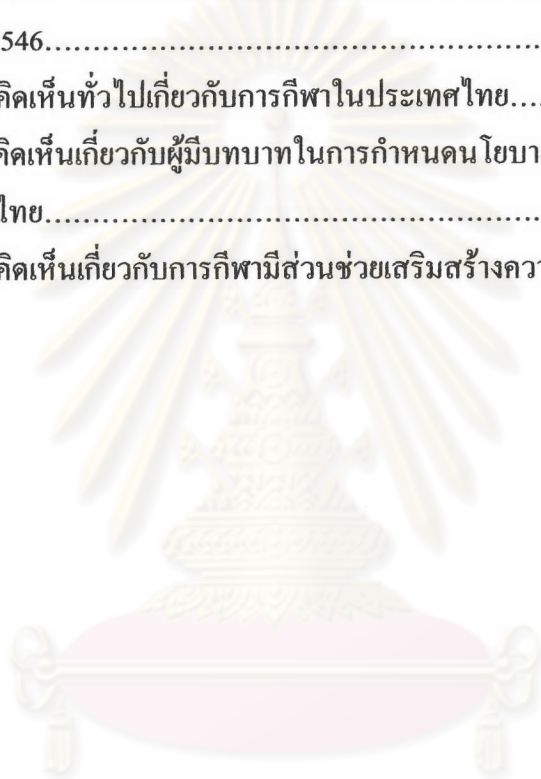 546..................................................
คิดเห็นทั่วไปเกี่ยวกับการกีฬาในประเทศไทย....
คิดเห็นเกี่ยวกับผู้มีบทบาทในการกำหนดนโยบา
ไทย..................................................
คิดเห็นเกี่ยวกับการกีฬามีส่วนช่วยเสริมสร้างควา